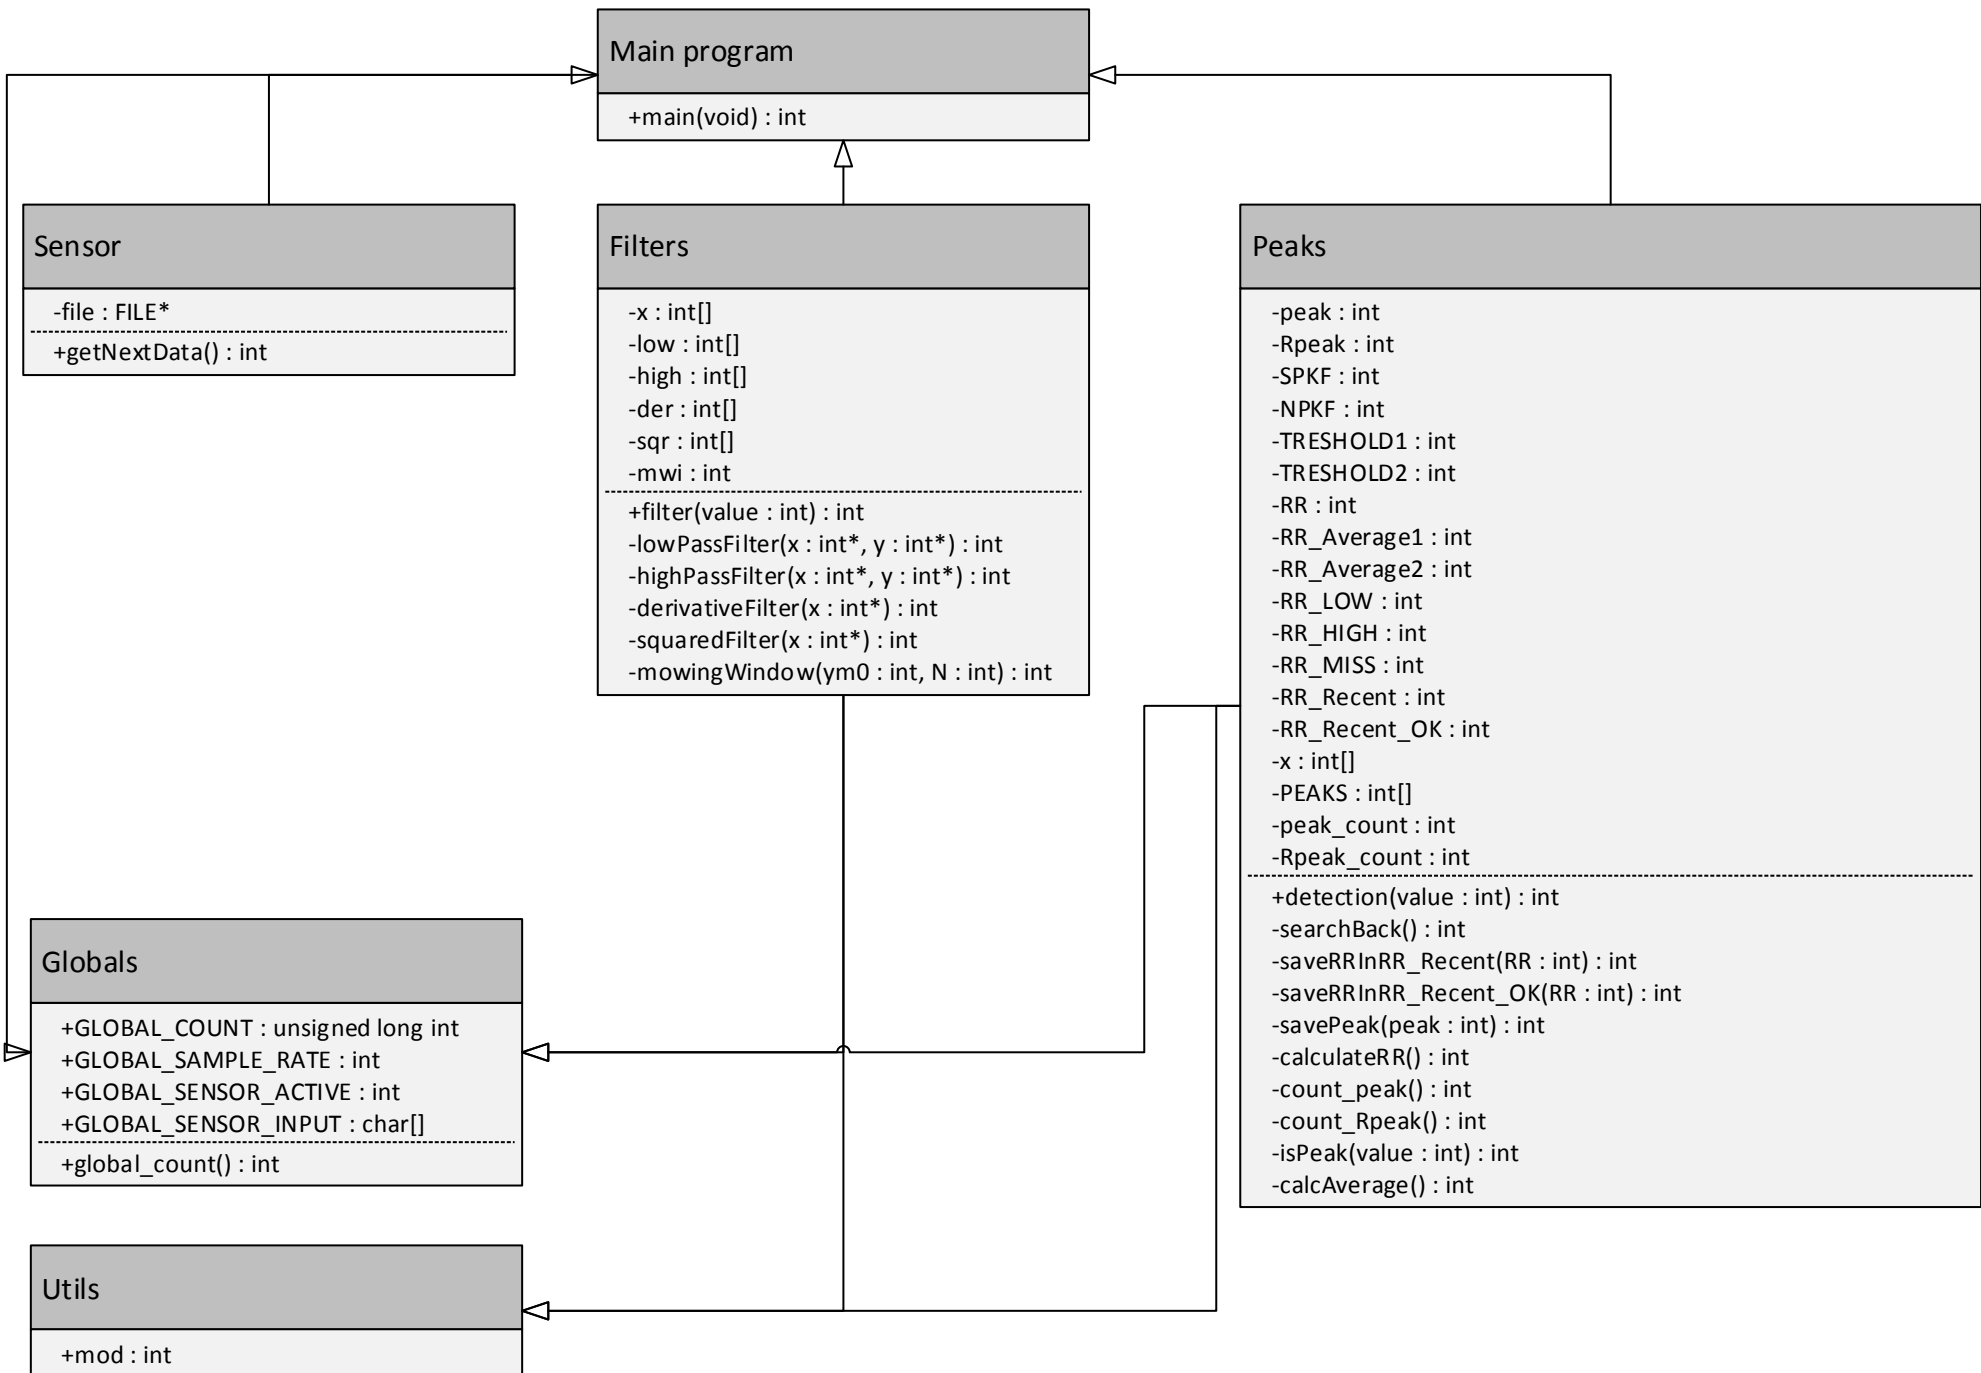 Main program
+main(void) : int
Sensor
-file : FILE*
+getNextData() : int
Filters
-x : int[]
-low : int[]
-high : int[]
-der : int[]
-sqr : int[]
-mwi : int
+filter(value : int) : int
-lowPassFilter(x : int*, y : int*) : int
-highPassFilter(x : int*, y : int*) : int
-derivativeFilter(x : int*) : int
-squaredFilter(x : int*) : int
-mowingWindow(ym0 : int, N : int) : int
Peaks
-peak : int
-Rpeak : int
-SPKF : int
-NPKF : int
-TRESHOLD1 : int
-TRESHOLD2 : int
-RR : int
-RR_Average1 : int
-RR_Average2 : int
-RR_LOW : int
-RR_HIGH : int
-RR_MISS : int
-RR_Recent : int
-RR_Recent_OK : int
-x : int[]
-PEAKS : int[]
-peak_count : int
-Rpeak_count : int
+detection(value : int) : int
-searchBack() : int
-saveRRInRR_Recent(RR : int) : int
-saveRRInRR_Recent_OK(RR : int) : int
-savePeak(peak : int) : int
-calculateRR() : int
-count_peak() : int
-count_Rpeak() : int
-isPeak(value : int) : int
-calcAverage() : int
Globals
+GLOBAL_COUNT : unsigned long int
+GLOBAL_SAMPLE_RATE : int
+GLOBAL_SENSOR_ACTIVE : int
+GLOBAL_SENSOR_INPUT : char[]
+global_count() : int
Utils
+mod : int